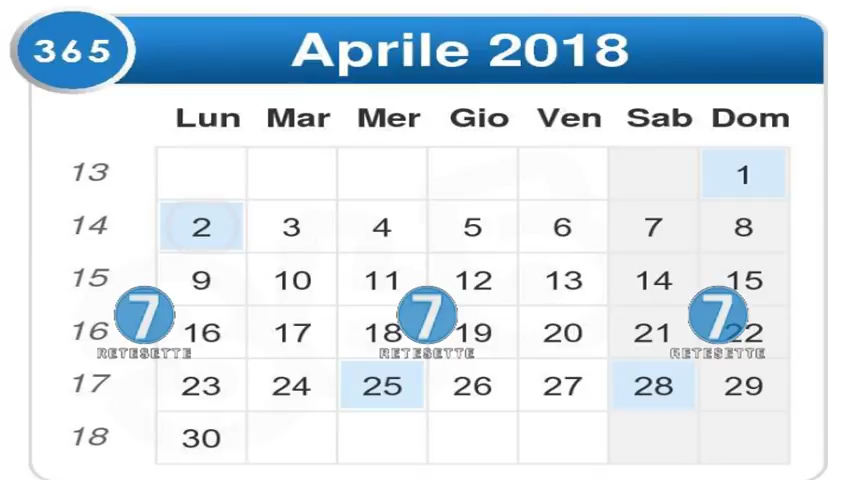 365 Aprile 2018
Lun Mar Mer Gio Ven Sab Dom
13 1
14 2 3 4 5 6 7 8
15 9 10 11 12 13 14 15
16 16 17 18 19 20 21 22
7 7 7
RETESETTE RETESETTE RETESETTE
17 23 24 25 26 27 28 29
18 30